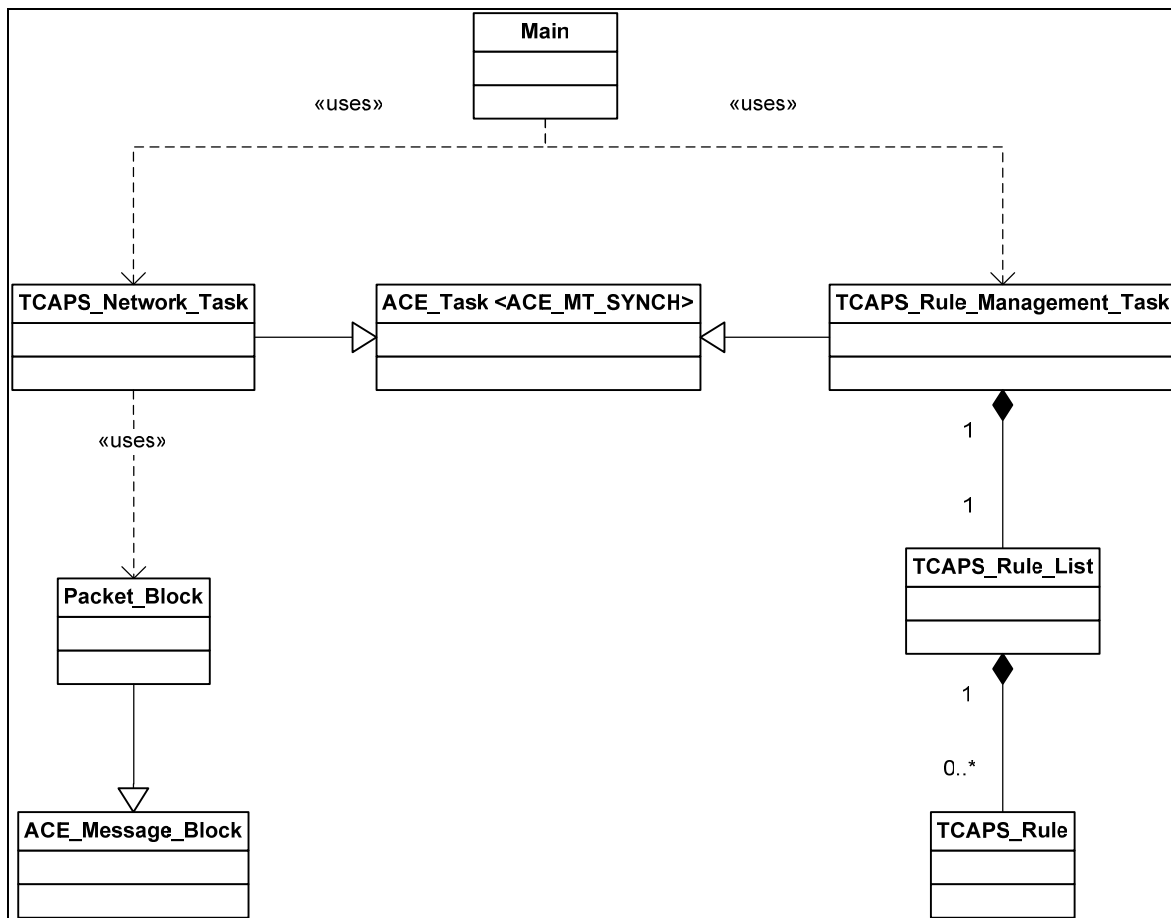 Main
«uses»
«uses»
TCAPS_Network_Task
ACE_Task <ACE_MT_SYNCH>
TCAPS_Rule_Management_Task
«uses»
1
1
TCAPS_Rule_List
Packet_Block
1
0..*
ACE_Message_Block
TCAPS_Rule